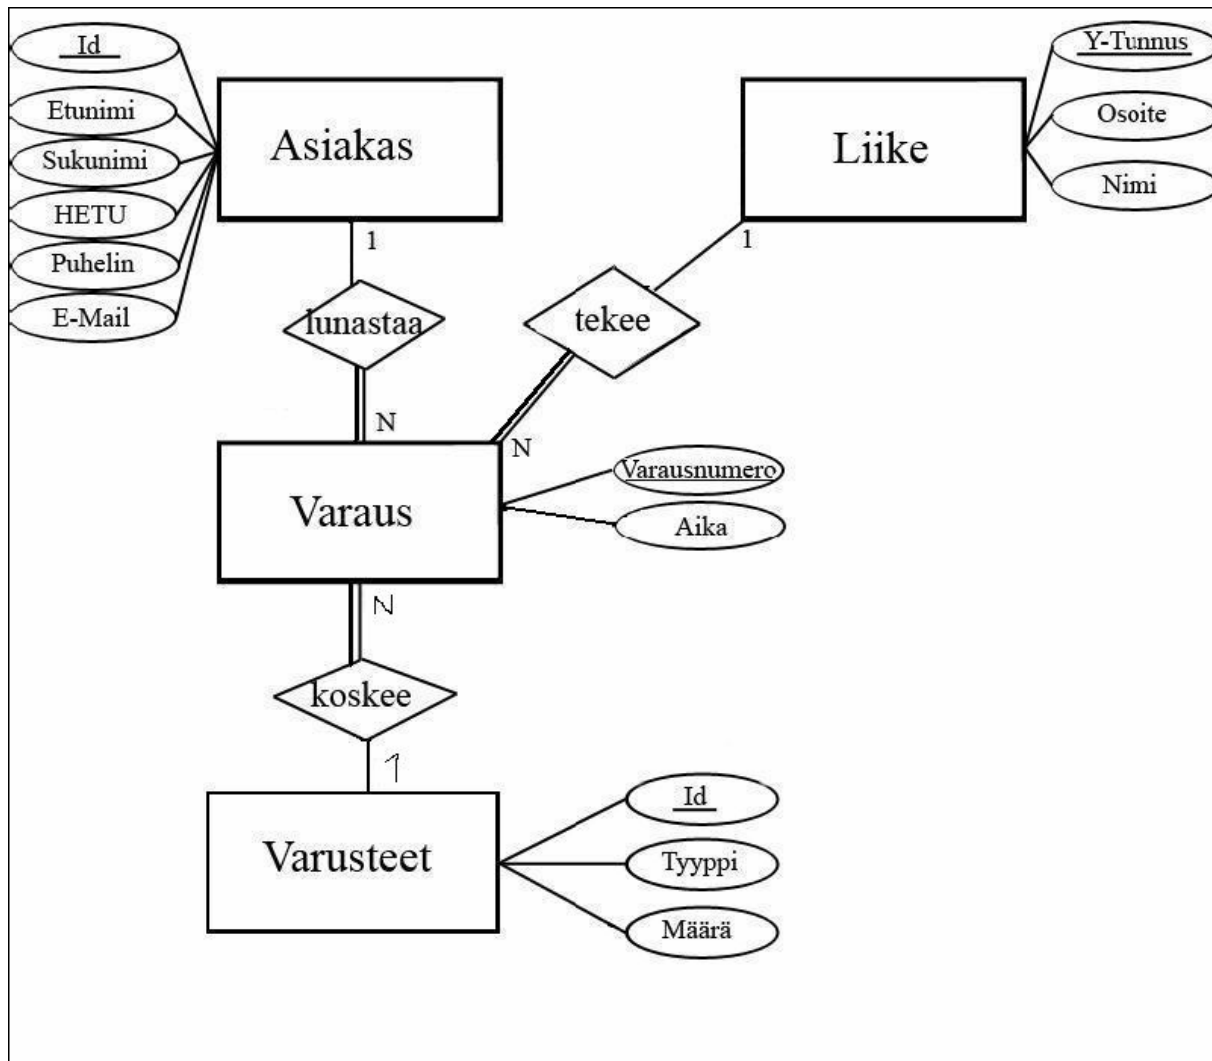 Id
Etunimi
Sukunimi
HETU
Puhelin
E-Mail
Asiakas
Liike
Y-Tunnus
Osoite
Nimi
1
lunastaa
N
1
tekee
N
Varaus
Varausnumero
Aika
N
koskee
1
Varusteet
Id
Tyyppi
Määrä